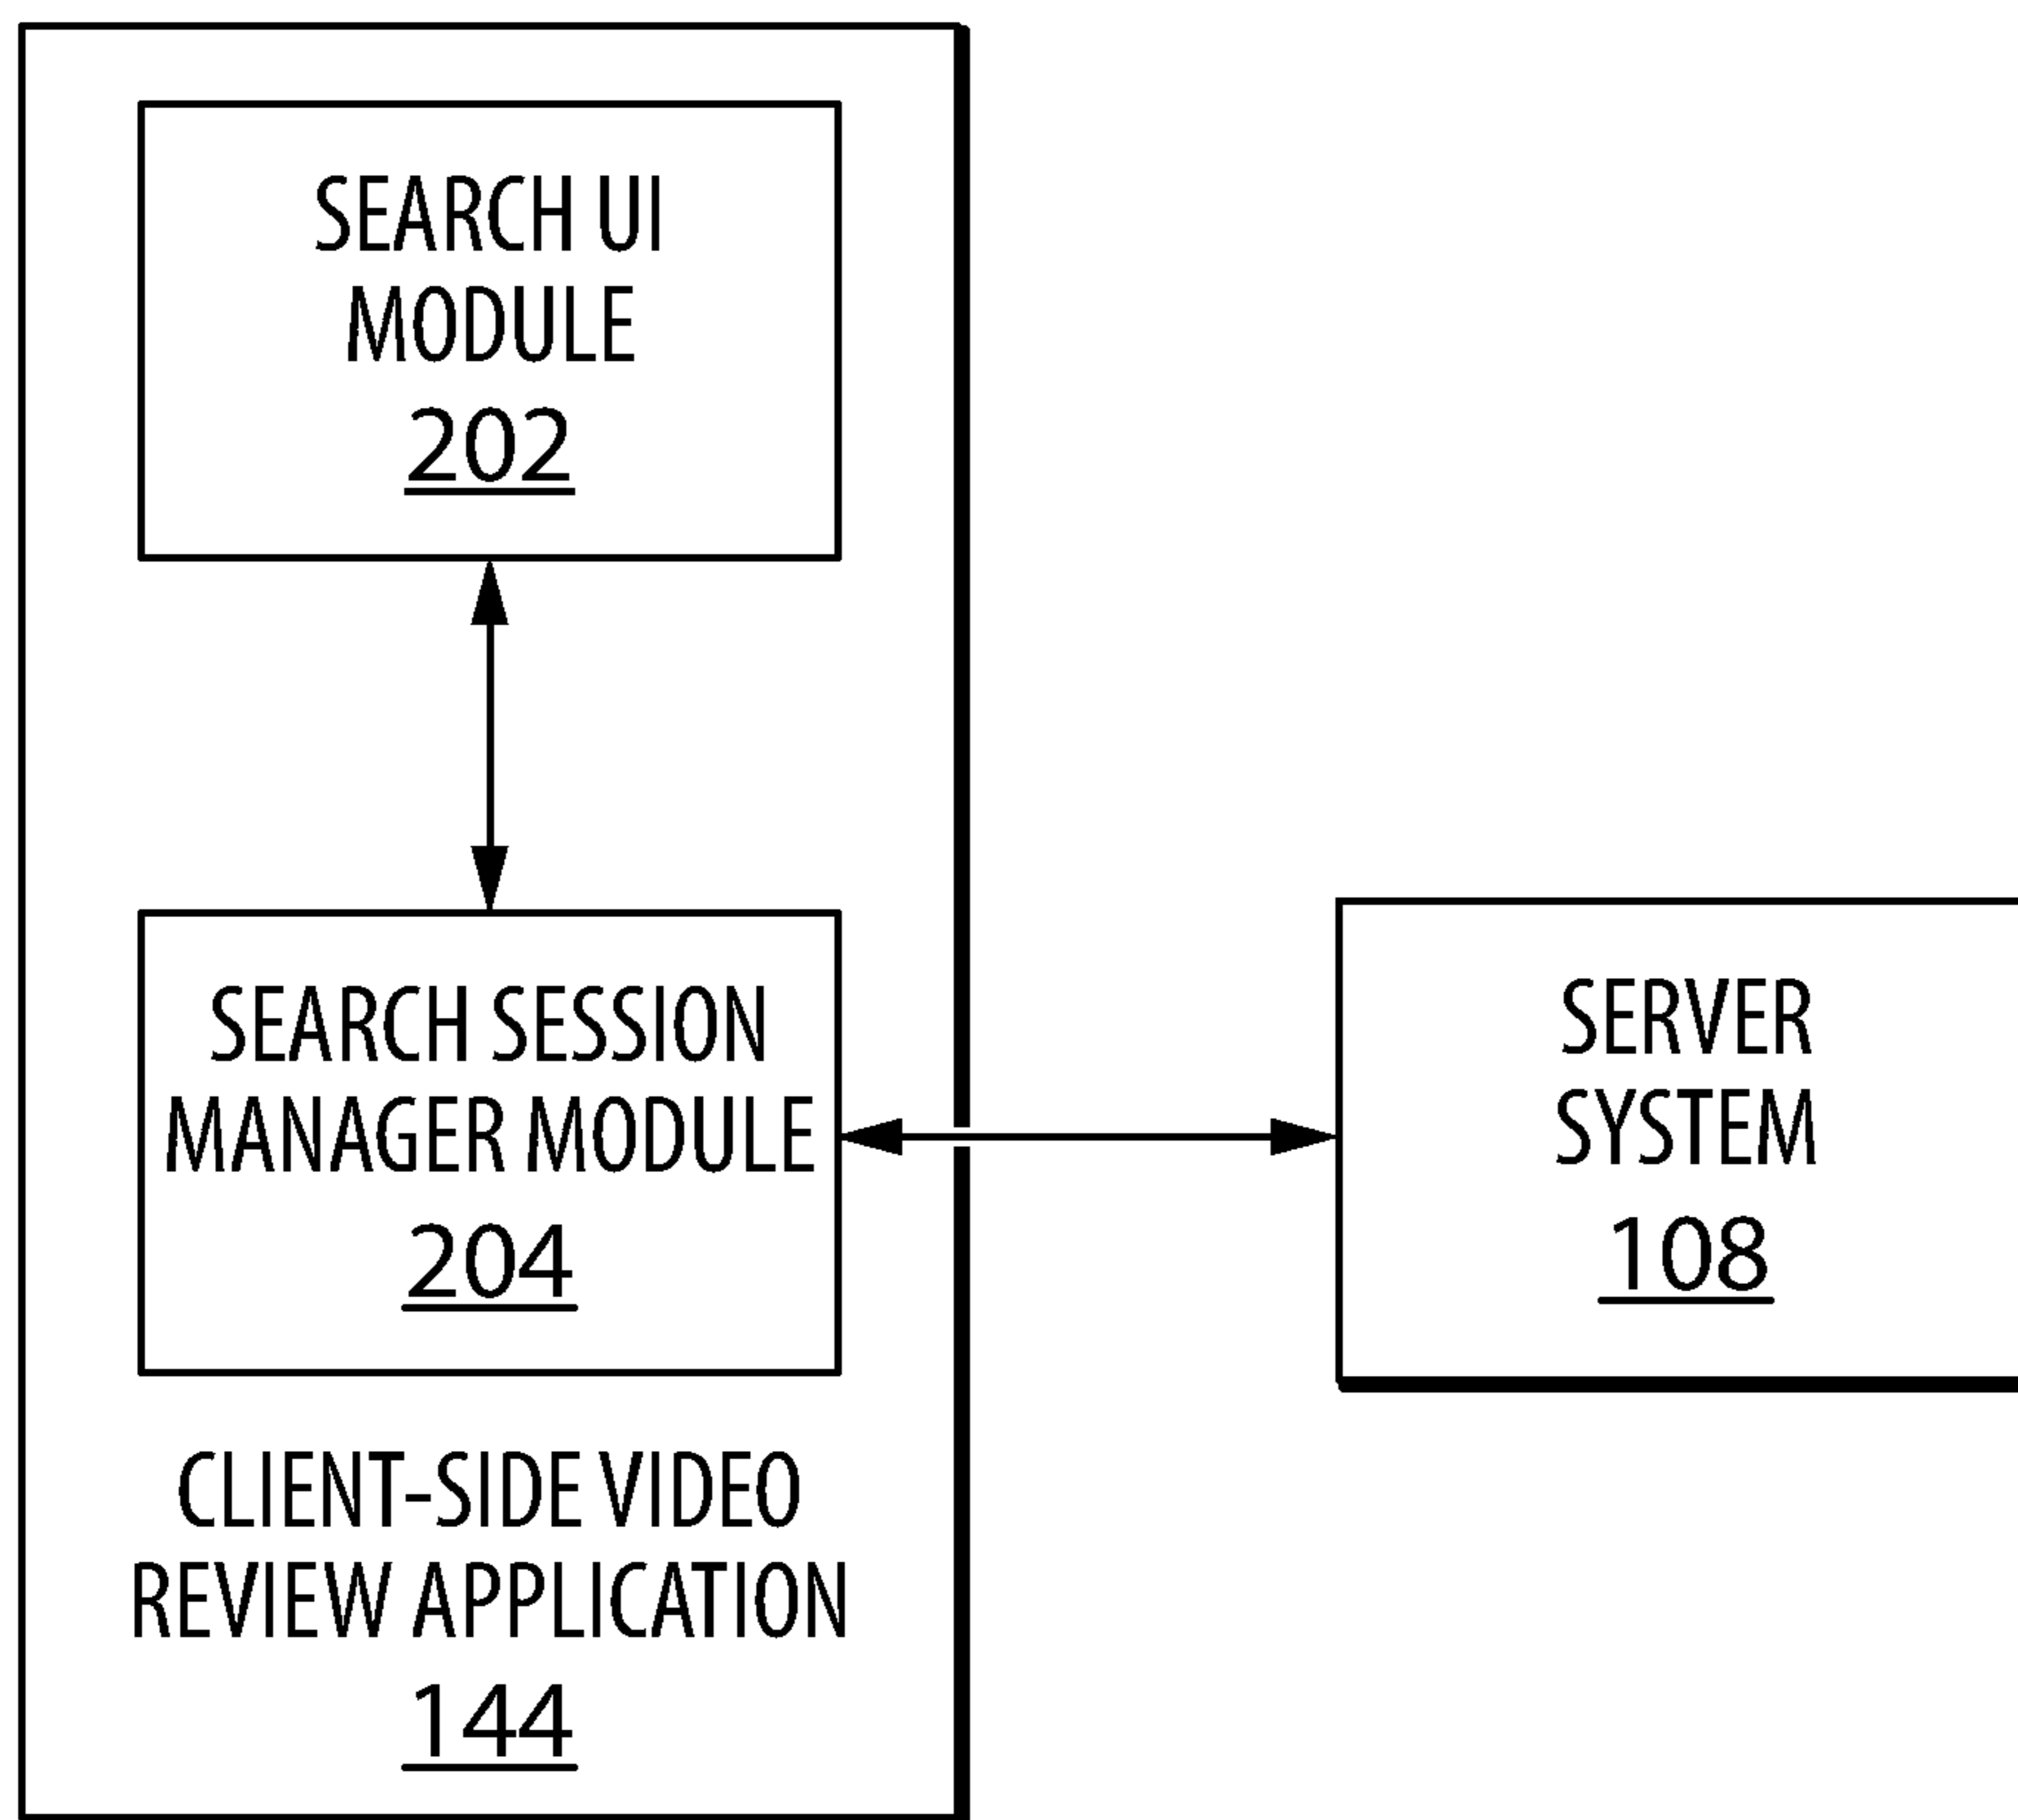 SEARCH UI
MODULE
202
SEARCH SESSION
MANAGER MODULE
204
CLIENT-SIDE VIDEO
REVIEW APPLICATION
144
SERVER
SYSTEM
108